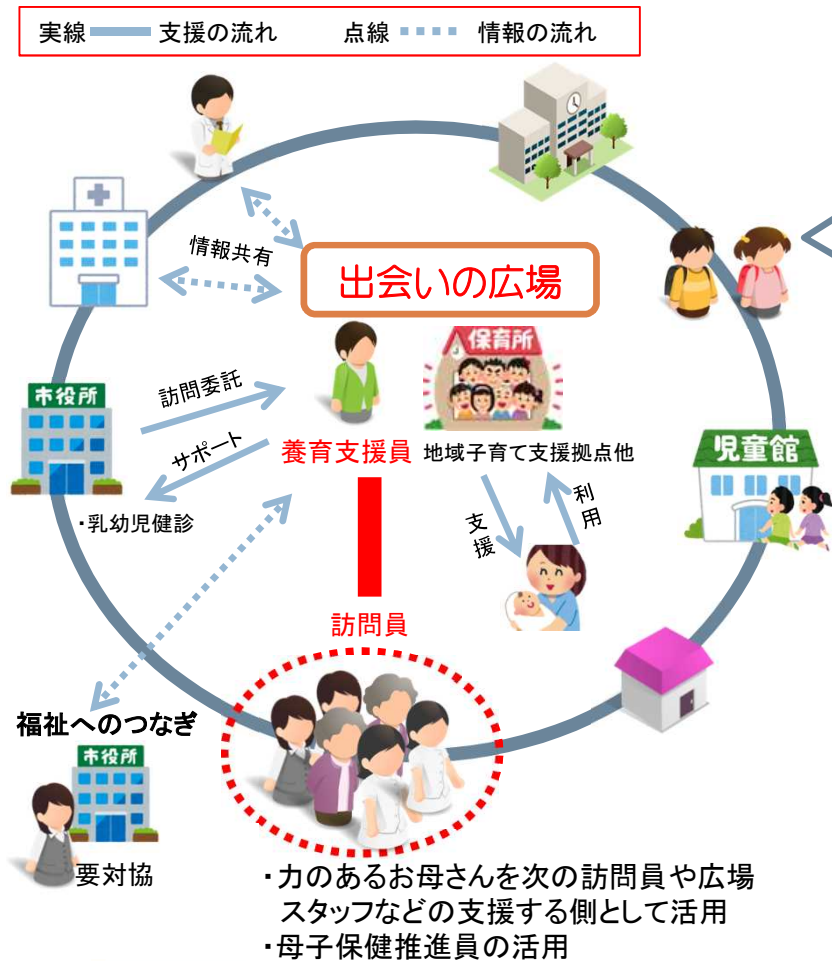 実線 支援の流れ 点線 情報の流れ
情報共有
出会いの広場
保育所
市役所
訪問委託
サポート
養育支援員
地域子育て支援拠点他
児童館
・乳幼児健診
支援
利用
訪問員
福祉へのつなぎ
市役所
要対協
・力のあるお母さんを次の訪問員や広場
スタッフなどの支援する側として活用
・母子保健推進員の活用